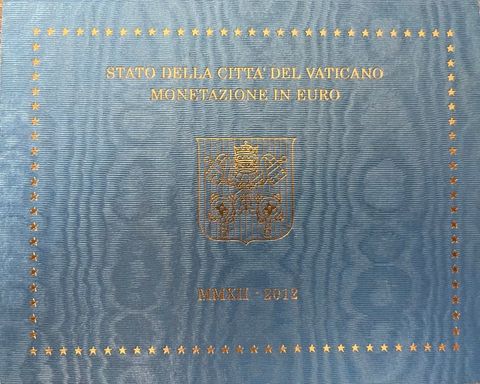 STATO DELLA CITTA' DEL VATICANO
MONETAZIONE IN EURO
MMXII - 2012